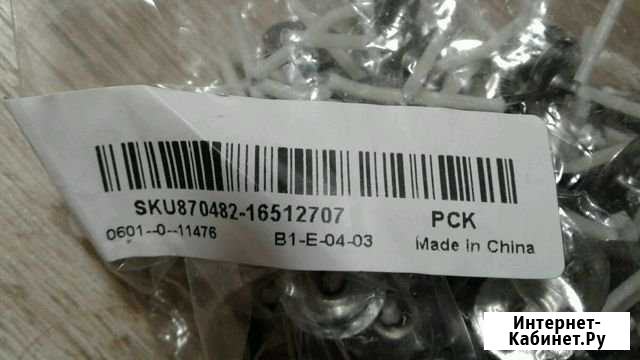 SKU870482-16512707 PCK
0601--0--11476 B1-E-04-03 Made in China
Интернет-
Кабинет.Ру